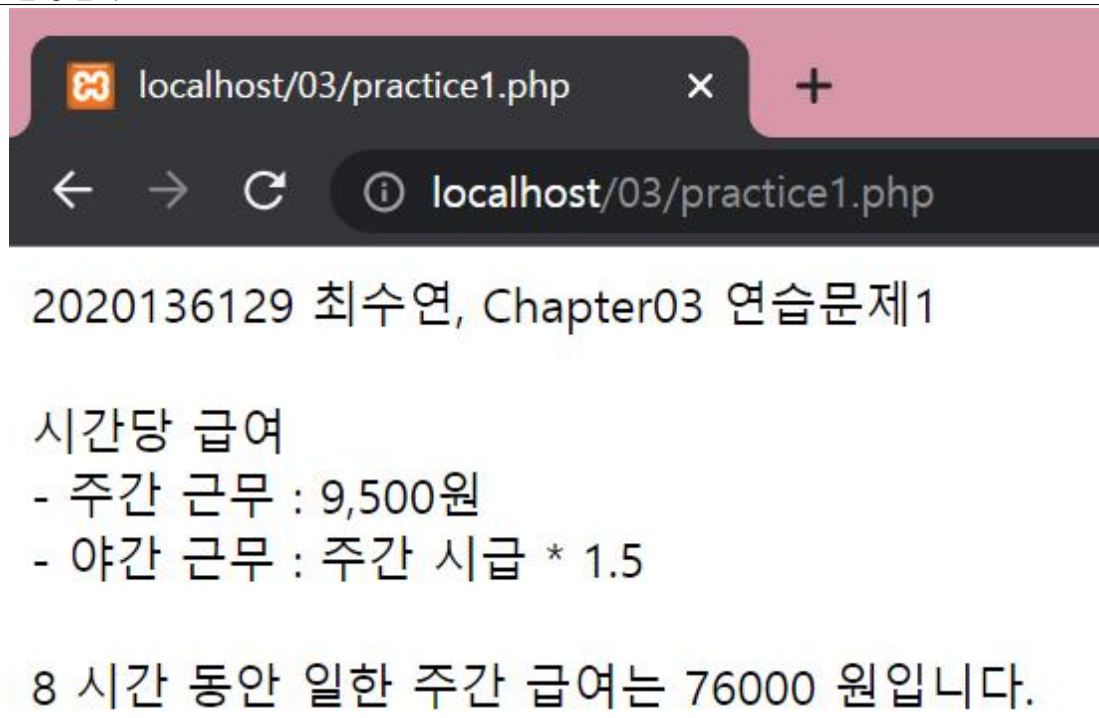 localhost/03/practice1.php
localhost/03/practice1.php
2020136129 최수연, Chapter03 연습문제1
시간당 급여
- 주간 근무 : 9,500원
- 야간 근무 : 주간 시급 * 1.5
8 시간 동안 일한 주간 급여는 76000 원입니다.